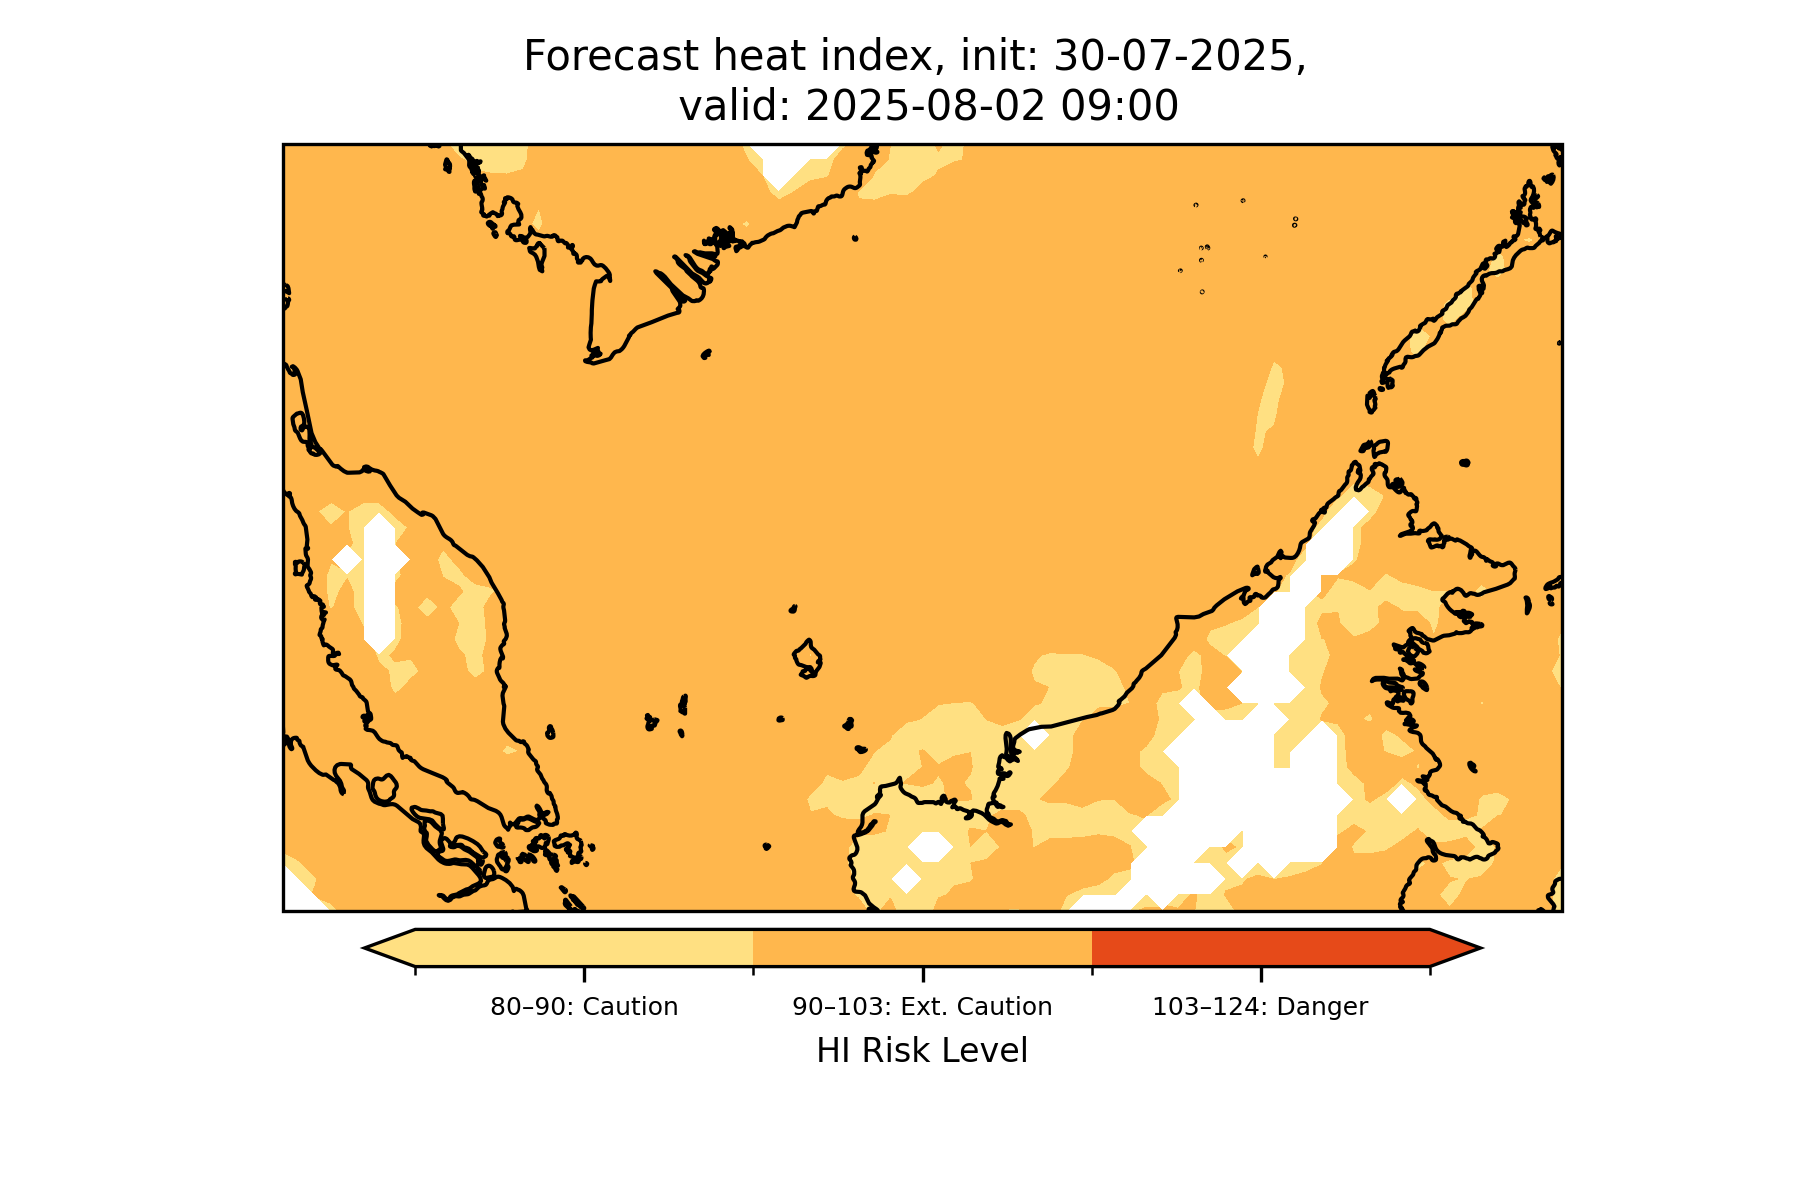 Forecast heat index, init: 30-07-2025,
valid: 2025-08-02 09:00
80–90: Caution
90–103: Ext. Caution
103–124: Danger
HI Risk Level